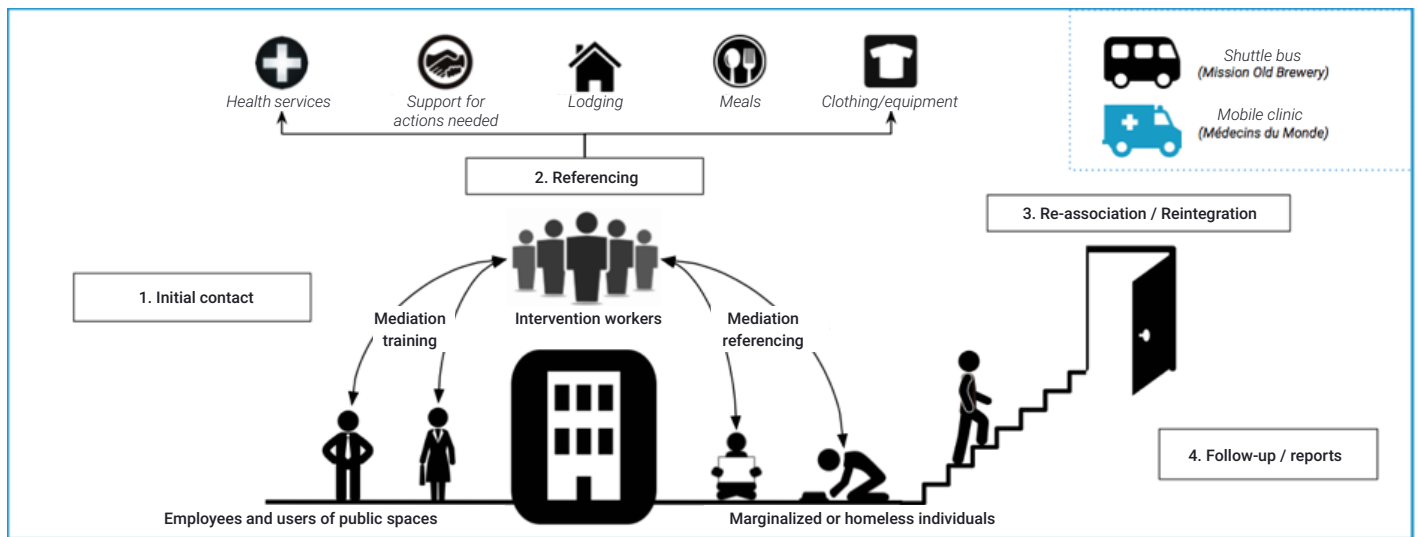 Health services
Support for
actions needed
Lodging
Meals
Clothing/equipment
Shuttle bus
(Mission Old Brewery)
Mobile clinic
(Médecins du Monde)
2. Referencing
3. Re-association / Reintegration
1. Initial contact
Mediation
training
Intervention workers
Mediation
referencing
4. Follow-up / reports
Employees and users of public spaces
Marginalized or homeless individuals